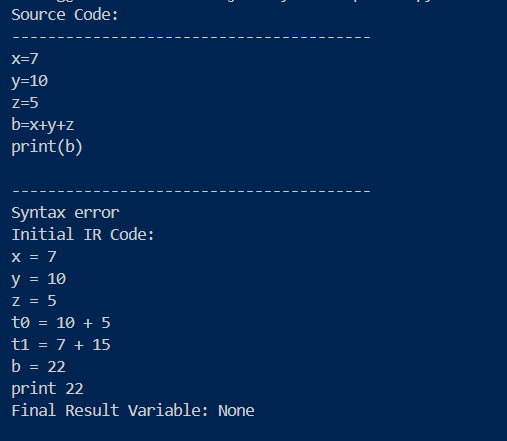 Source Code:
----------------------------------------
x=7
y=10
z=5
b=x+y+z
print(b)
----------------------------------------
Syntax error
Initial IR Code:
x = 7
y = 10
z = 5
t0 = 10 + 5
t1 = 7 + 15
b = 22
print 22
Final Result Variable: None